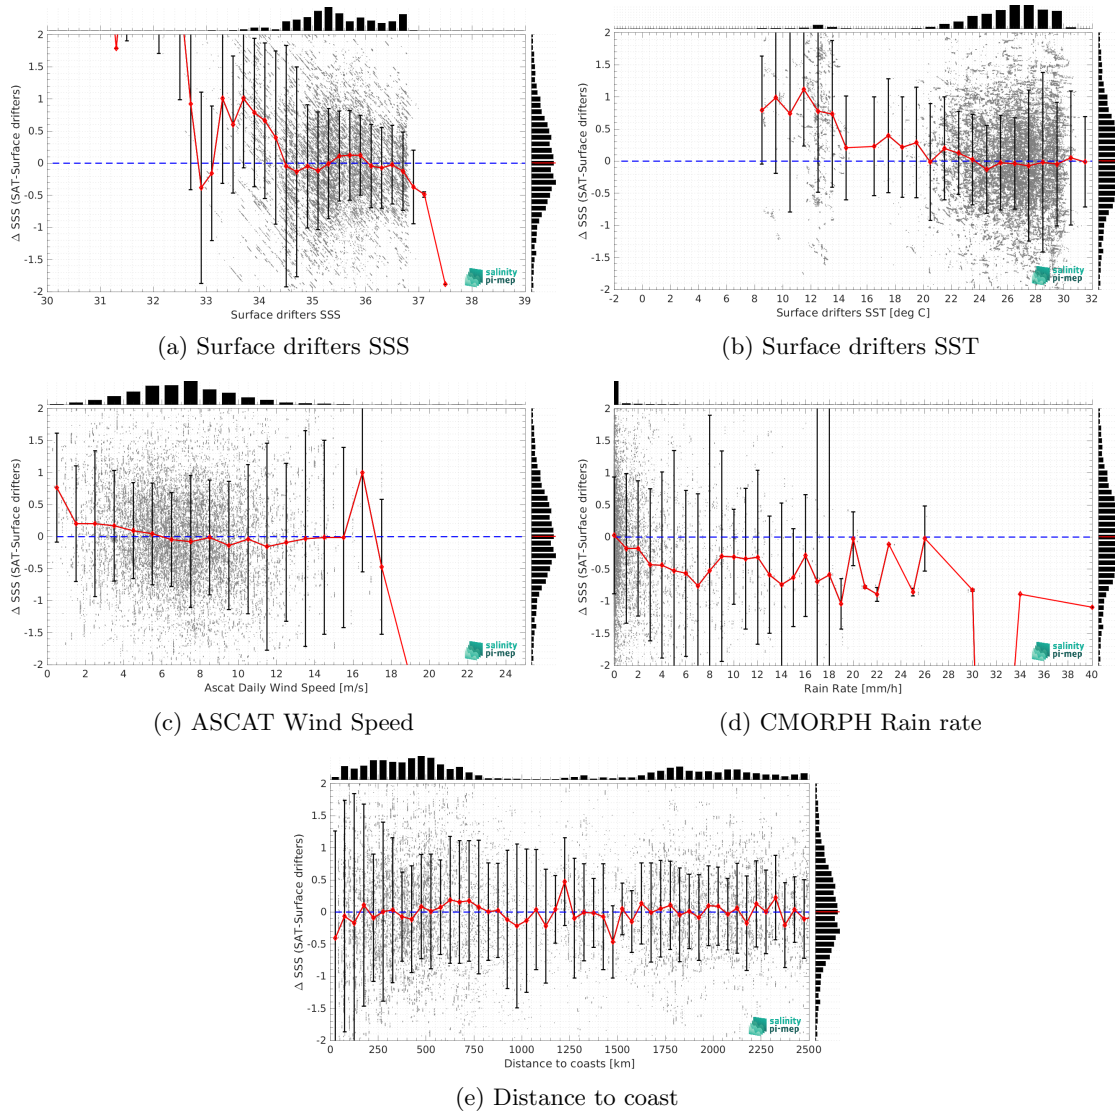 2
1.5
1
0.5
0
-0.5
-1
-1.5
-2
Δ SSS (SAT-Surface drifters)
30 31 32 33 34 35 36 37 38 39
Surface drifters SSS
salinity
pi-mep
(a) Surface drifters SSS
2
1.5
1
0.5
0
-0.5
-1
-1.5
-2
Δ SSS (SAT-Surface drifters)
-2 0 2 4 6 8 10 12 14 16 18 20 22 24 26 28 30 32
Surface drifters SST [deg C]
salinity
pi-mep
(b) Surface drifters SST
2
1.5
1
0.5
0
-0.5
-1
-1.5
-2
Δ SSS (SAT-Surface drifters)
0 2 4 6 8 10 12 14 16 18 20 22 24
Ascat Daily Wind Speed [m/s]
salinity
pi-mep
(c) ASCAT Wind Speed
2
1.5
1
0.5
0
-0.5
-1
-1.5
-2
Δ SSS (SAT-Surface drifters)
0 2 4 6 8 10 12 14 16 18 20 22 24 26 28 30 32 34 36 38 40
Rain Rate [mm/h]
salinity
pi-mep
(d) CMORPH Rain rate
2
1.5
1
0.5
0
-0.5
-1
-1.5
-2
Δ SSS (SAT-Surface drifters)
0 250 500 750 1000 1250 1500 1750 2000 2250 2500
Distance to coasts [km]
salinity
pi-mep
(e) Distance to coast